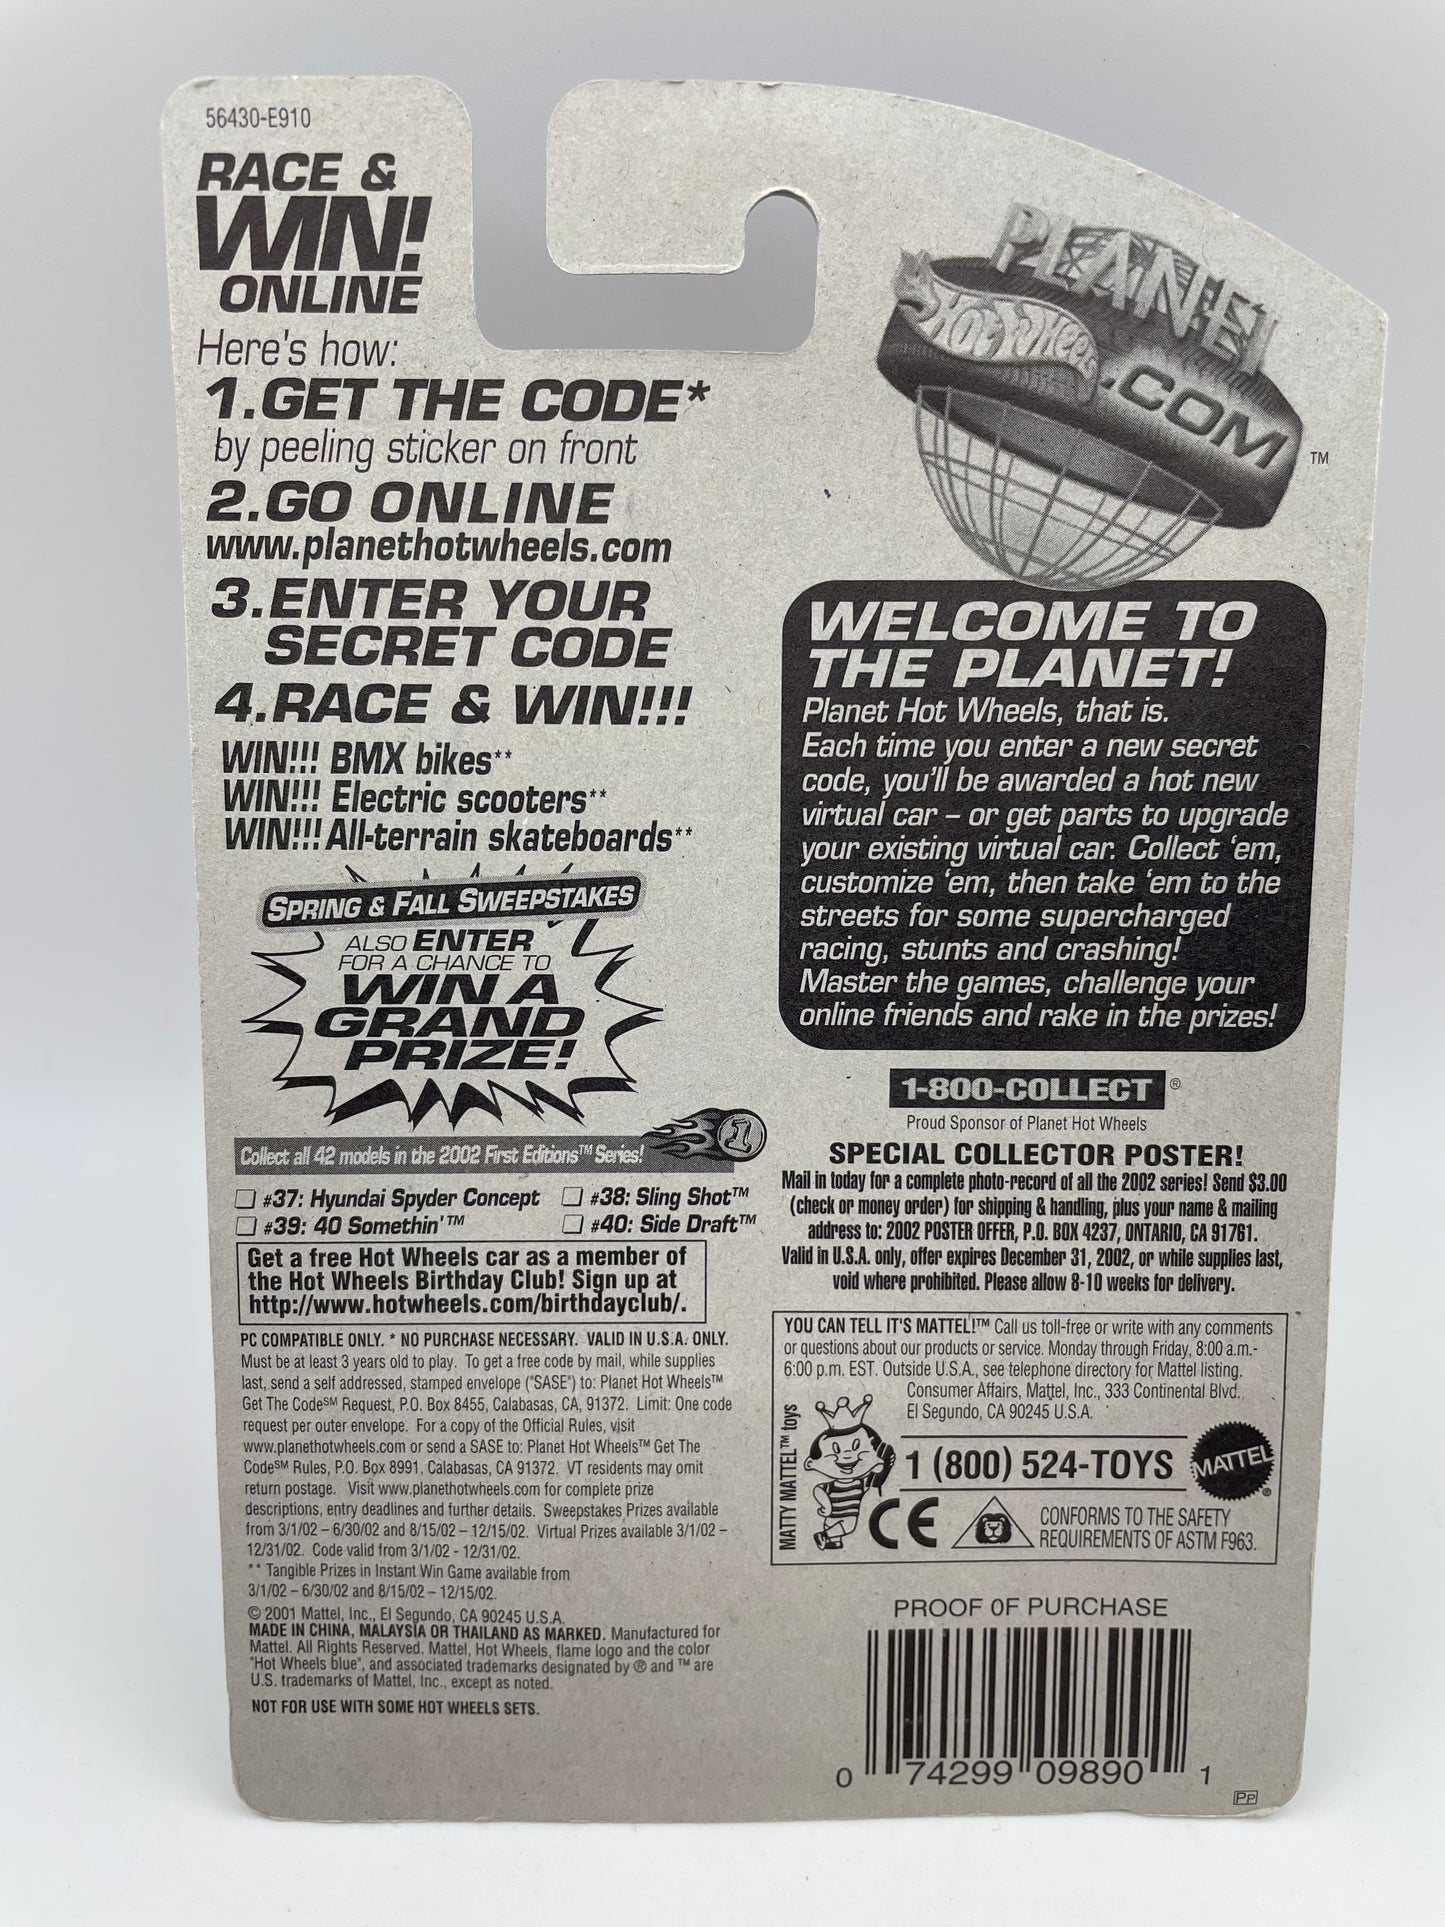 56430-E910
RACE &
WIN!
ONLINE
Here's how:
1.GET THE CODE*
by peeling sticker on front
2.GO ONLINE
www.planethotwheels.com
3.ENTER YOUR
SECRET CODE
4.RACE & WIN!!!
WIN!!! BMX bikes**
WIN!!! Electric scooters**
WIN!!! All-terrain skateboards**
SPRING & FALL SWEEPSTAKES
ALSO ENTER
FOR A CHANCE TO
WIN A
GRAND
PRIZE!
Collect all 42 models in the 2002 First Editions™ Series!
1
#37: Hyundai Spyder Concept
#38: Sling Shot™
#39: 40 Somethin'™
#40: Side Draft™
Get a free Hot Wheels car as a member of
the Hot Wheels Birthday Club! Sign up at
http://www.hotwheels.com/birthdayclub/.
PC COMPATIBLE ONLY. * NO PURCHASE NECESSARY. VALID IN U.S.A. ONLY.
Must be at least 3 years old to play. To get a free code by mail, while supplies
last, send a self addressed, stamped envelope ("SASE") to: Planet Hot Wheels™
Get The Code℠ Request, P.O. Box 8455, Calabasas, CA, 91372. Limit: One code
request per outer envelope. For a copy of the Official Rules, visit
www.planethotwheels.com or send a SASE to: Planet Hot Wheels™ Get The
Code℠ Rules, P.O. Box 8991, Calabasas, CA 91372. VT residents may omit
return postage. Visit www.planethotwheels.com for complete prize
descriptions, entry deadlines and further details. Sweepstakes Prizes available
from 3/1/02 – 6/30/02 and 8/15/02 – 12/15/02. Virtual Prizes available 3/1/02 –
12/31/02. Code valid from 3/1/02 - 12/31/02.
** Tangible Prizes in Instant Win Game available from
3/1/02 – 6/30/02 and 8/15/02 – 12/15/02.
© 2001 Mattel, Inc., El Segundo, CA 90245 U.S.A.
MADE IN CHINA, MALAYSIA OR THAILAND AS MARKED. Manufactured for
Mattel. All Rights Reserved. Mattel, Hot Wheels, flame logo and the color
"Hot Wheels blue", and associated trademarks designated by ® and ™ are
U.S. trademarks of Mattel, Inc., except as noted.
NOT FOR USE WITH SOME HOT WHEELS SETS.
PLANET
HOT WHEELS
.COM
™
WELCOME TO
THE PLANET!
Planet Hot Wheels, that is.
Each time you enter a new secret
code, you'll be awarded a hot new
virtual car – or get parts to upgrade
your existing virtual car. Collect 'em,
customize 'em, then take 'em to the
streets for some supercharged
racing, stunts and crashing!
Master the games, challenge your
online friends and rake in the prizes!
1-800-COLLECT ®
Proud Sponsor of Planet Hot Wheels
SPECIAL COLLECTOR POSTER!
Mail in today for a complete photo-record of all the 2002 series! Send $3.00
(check or money order) for shipping & handling, plus your name & mailing
address to: 2002 POSTER OFFER, P.O. BOX 4237, ONTARIO, CA 91761.
Valid in U.S.A. only, offer expires December 31, 2002, or while supplies last,
void where prohibited. Please allow 8-10 weeks for delivery.
YOU CAN TELL IT'S MATTEL!™ Call us toll-free or write with any comments
or questions about our products or service. Monday through Friday, 8:00 a.m.-
6:00 p.m. EST. Outside U.S.A., see telephone directory for Mattel listing.
Consumer Affairs, Mattel, Inc., 333 Continental Blvd.,
El Segundo, CA 90245 U.S.A.
MATTY MATTEL™ toys
1 (800) 524-TOYS
MATTEL®
CE
CONFORMS TO THE SAFETY
REQUIREMENTS OF ASTM F963.
PROOF OF PURCHASE
0 74299 09890 1
PP